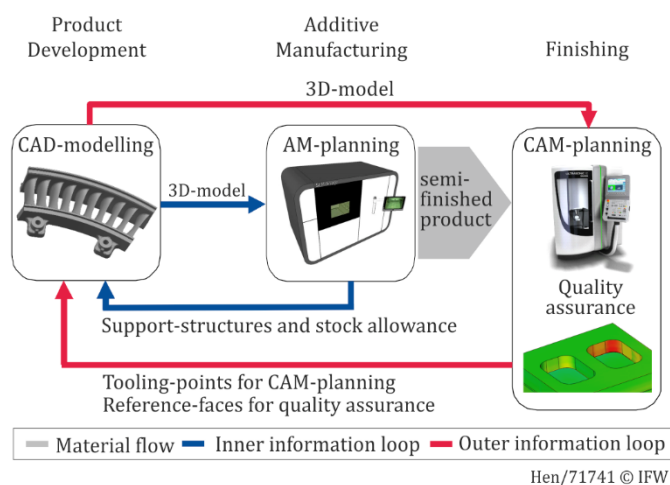 Product
Development
Additive
Manufacturing
Finishing
3D-model
CAD-modelling
3D-model
AM-planning
semi-
finished
product
CAM-planning
Quality
assurance
Support-structures and stock allowance
Tooling-points for CAM-planning
Reference-faces for quality assurance
Material flow
Inner information loop
Outer information loop
Hen/71741 © IFW